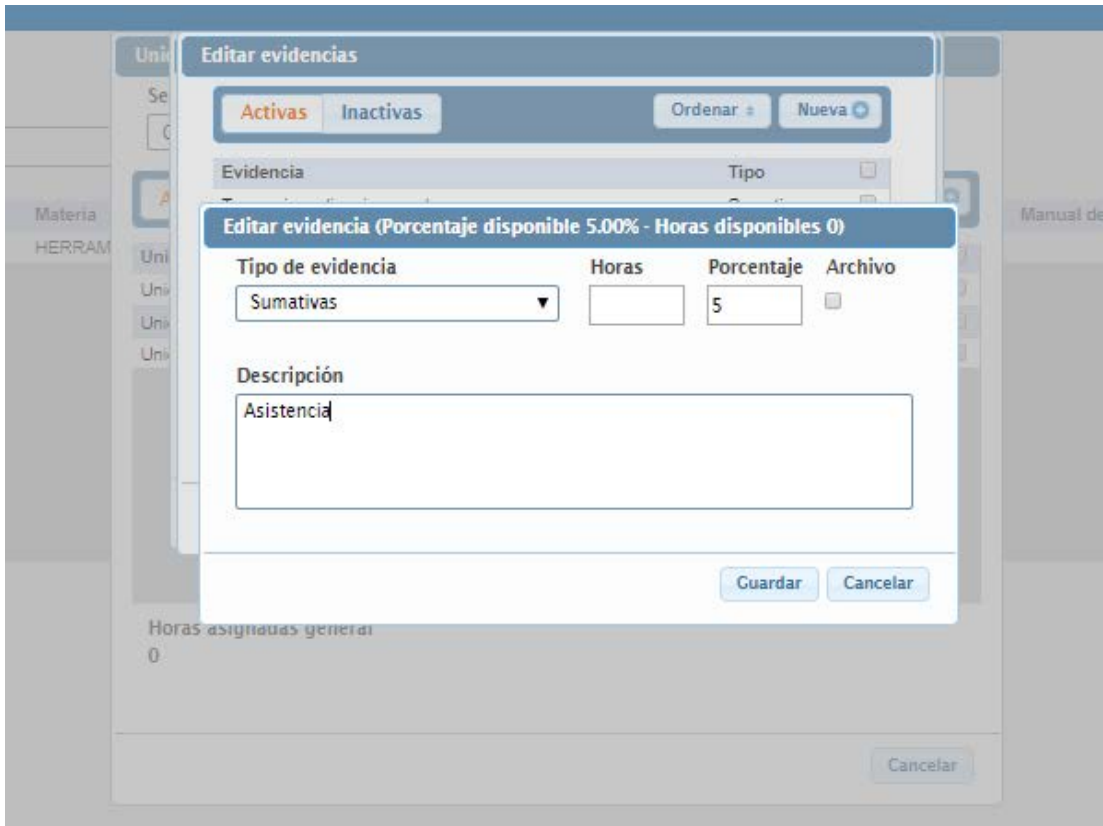 Editar evidencias
Activas Inactivas Ordenar Nueva
Evidencia Tipo
Materia
Manual de
HERRAM
Editar evidencia (Porcentaje disponible 5.00% - Horas disponibles 0)
Tipo de evidencia Horas Porcentaje Archivo
Sumativas 5
Descripción
Asistencia
Guardar Cancelar
Horas asignadas general
0
Cancelar